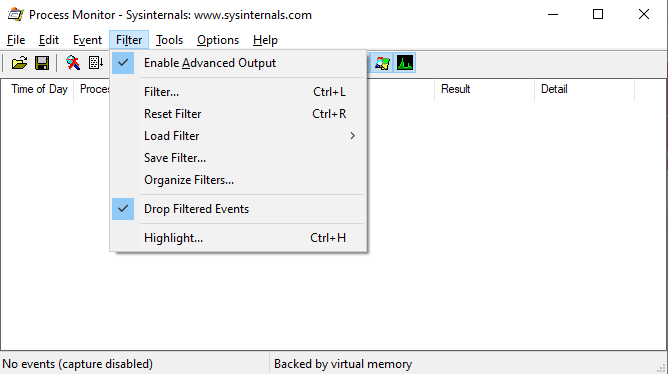 Process Monitor - Sysinternals: www.sysinternals.com
File Edit Event Filter Tools Options Help
Enable Advanced Output
Time of Day Result Detail
Filter... Ctrl+L
Reset Filter Ctrl+R
Load Filter
Save Filter...
Organize Filters...
Drop Filtered Events
Highlight... Ctrl+H
No events (capture disabled) Backed by virtual memory